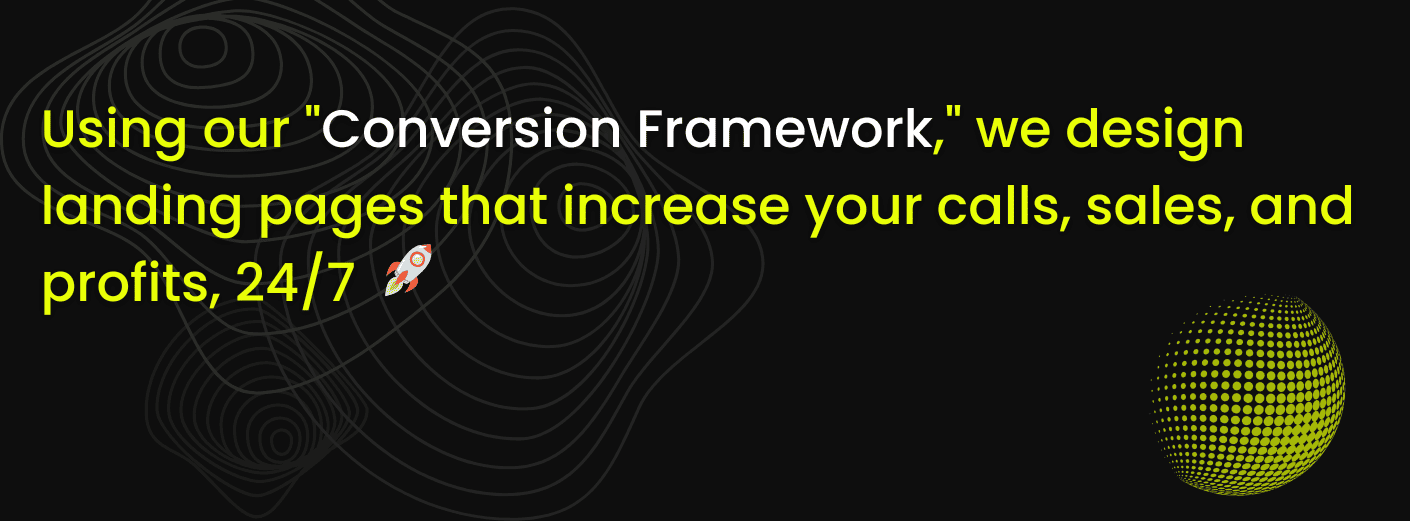 Using our "Conversion Framework," we design
landing pages that increase your calls, sales, and
profits, 24/7 🚀